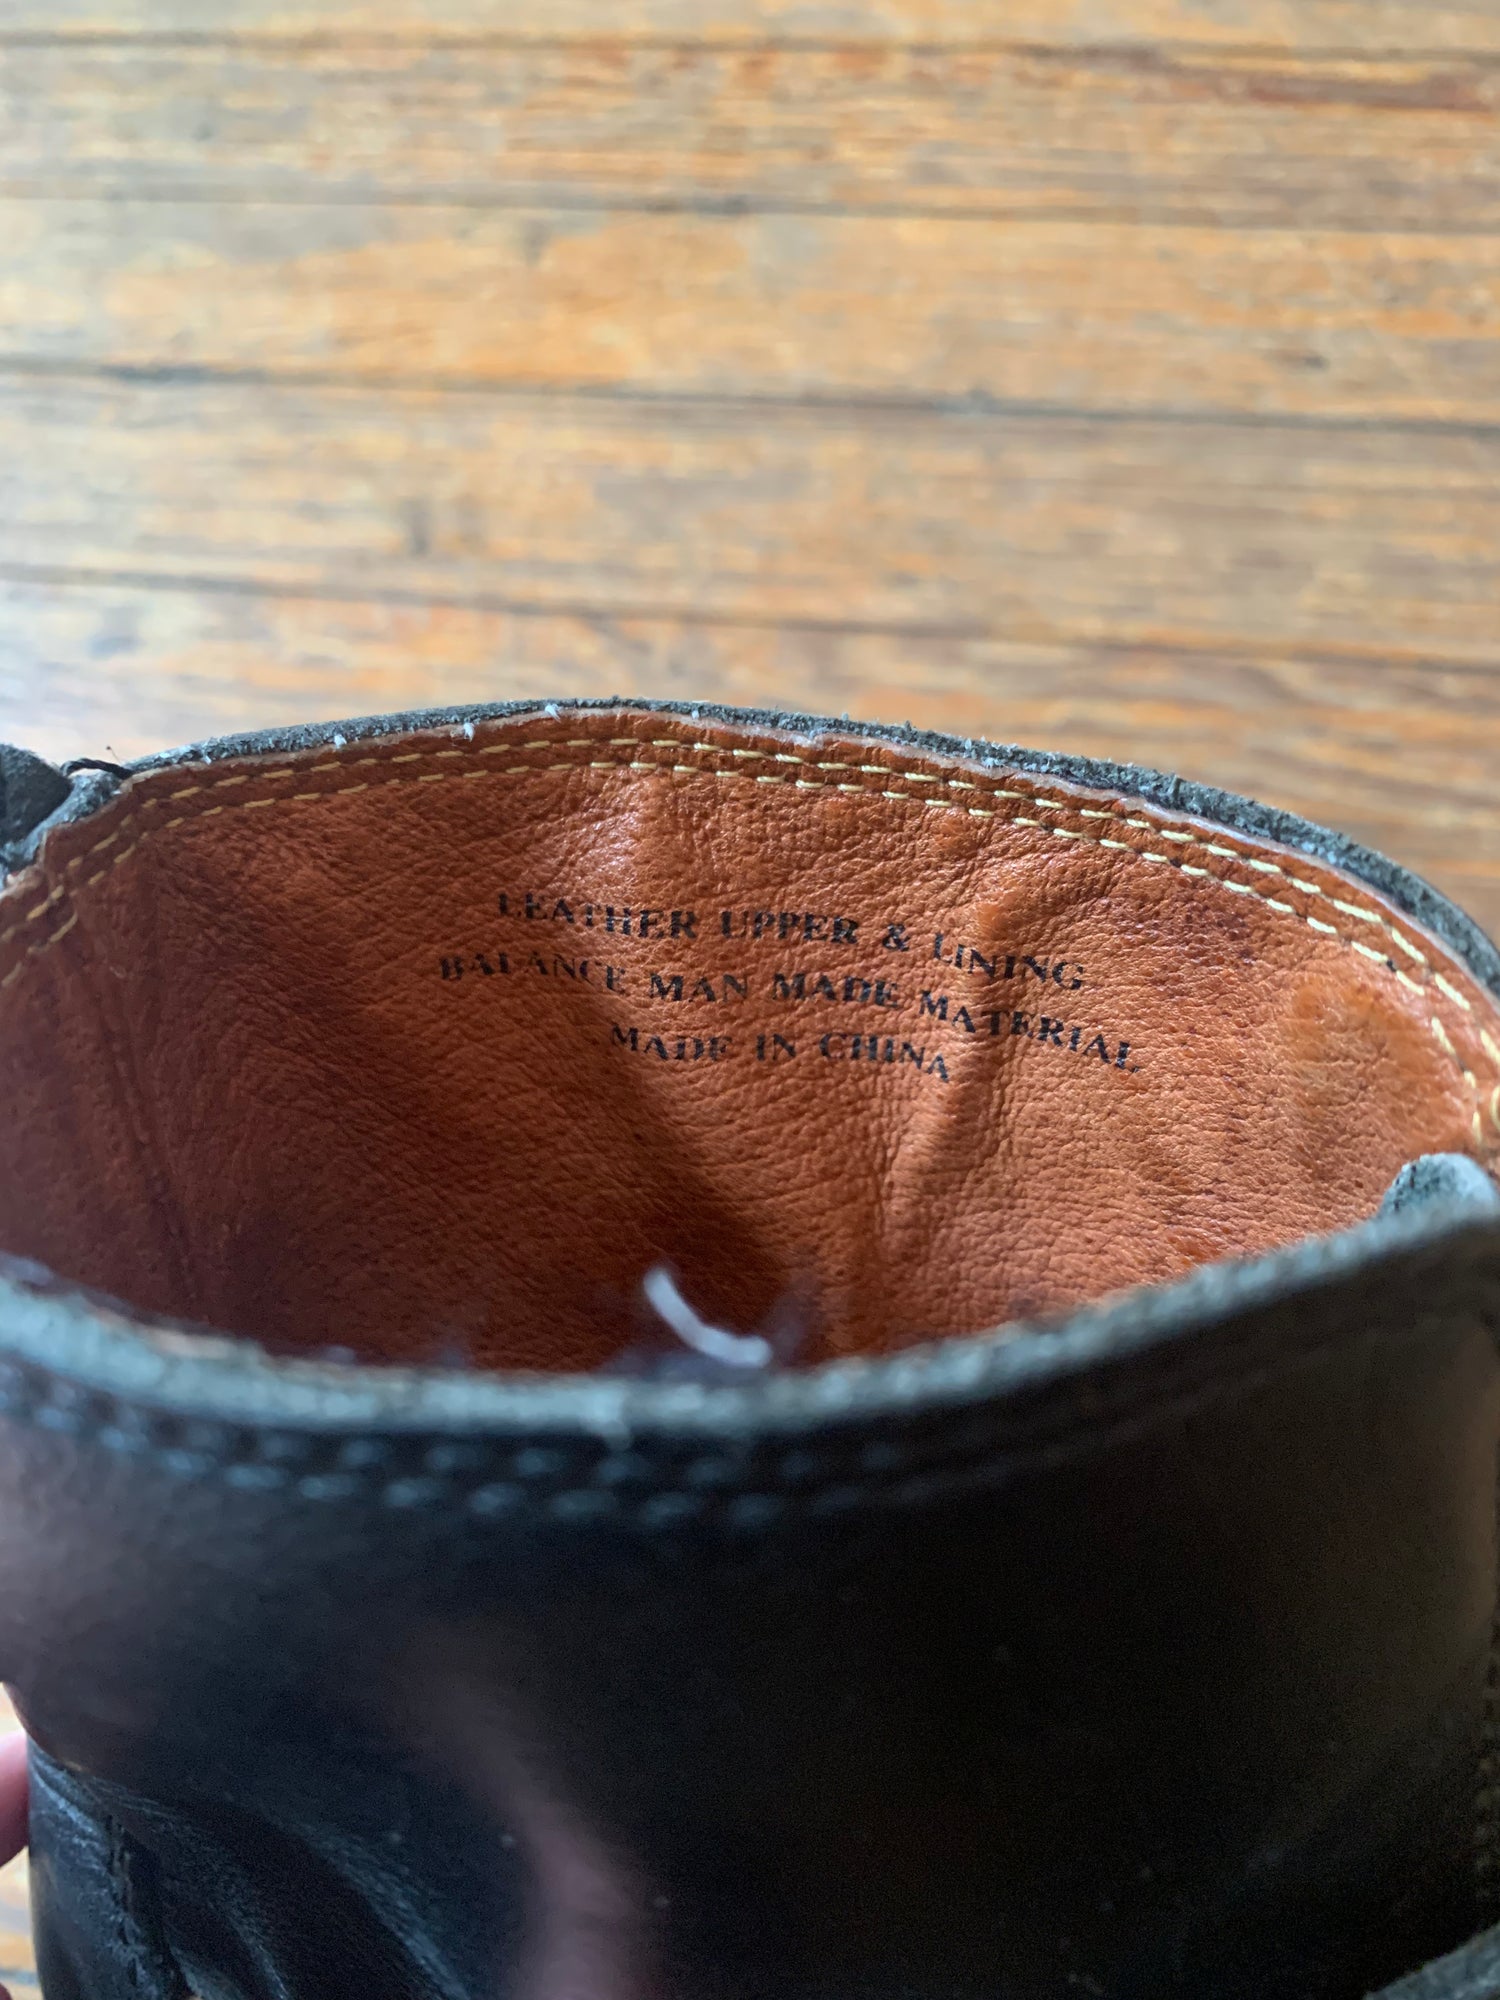 LEATHER UPPER & LINING
BALANCE MAN MADE MATERIAL
MADE IN CHINA